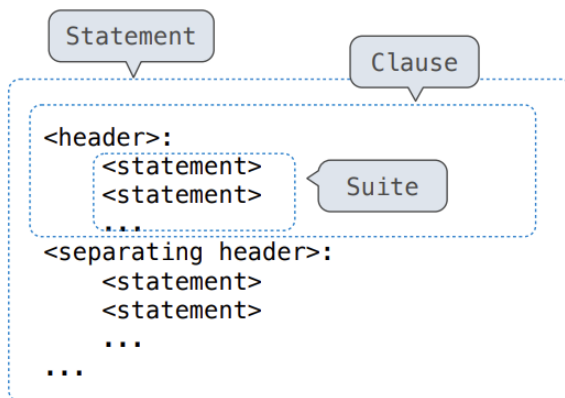 Statement
Clause
<header>:
<statement>
<statement>
Suite
...
<separating header>:
<statement>
<statement>
...
...